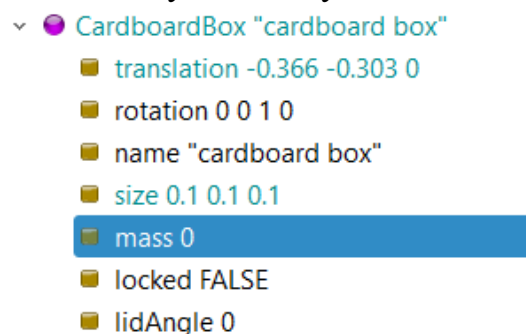 CardboardBox "cardboard box"
translation -0.366 -0.303 0
rotation 0 0 1 0
name "cardboard box"
size 0.1 0.1 0.1
mass 0
locked FALSE
lidAngle 0